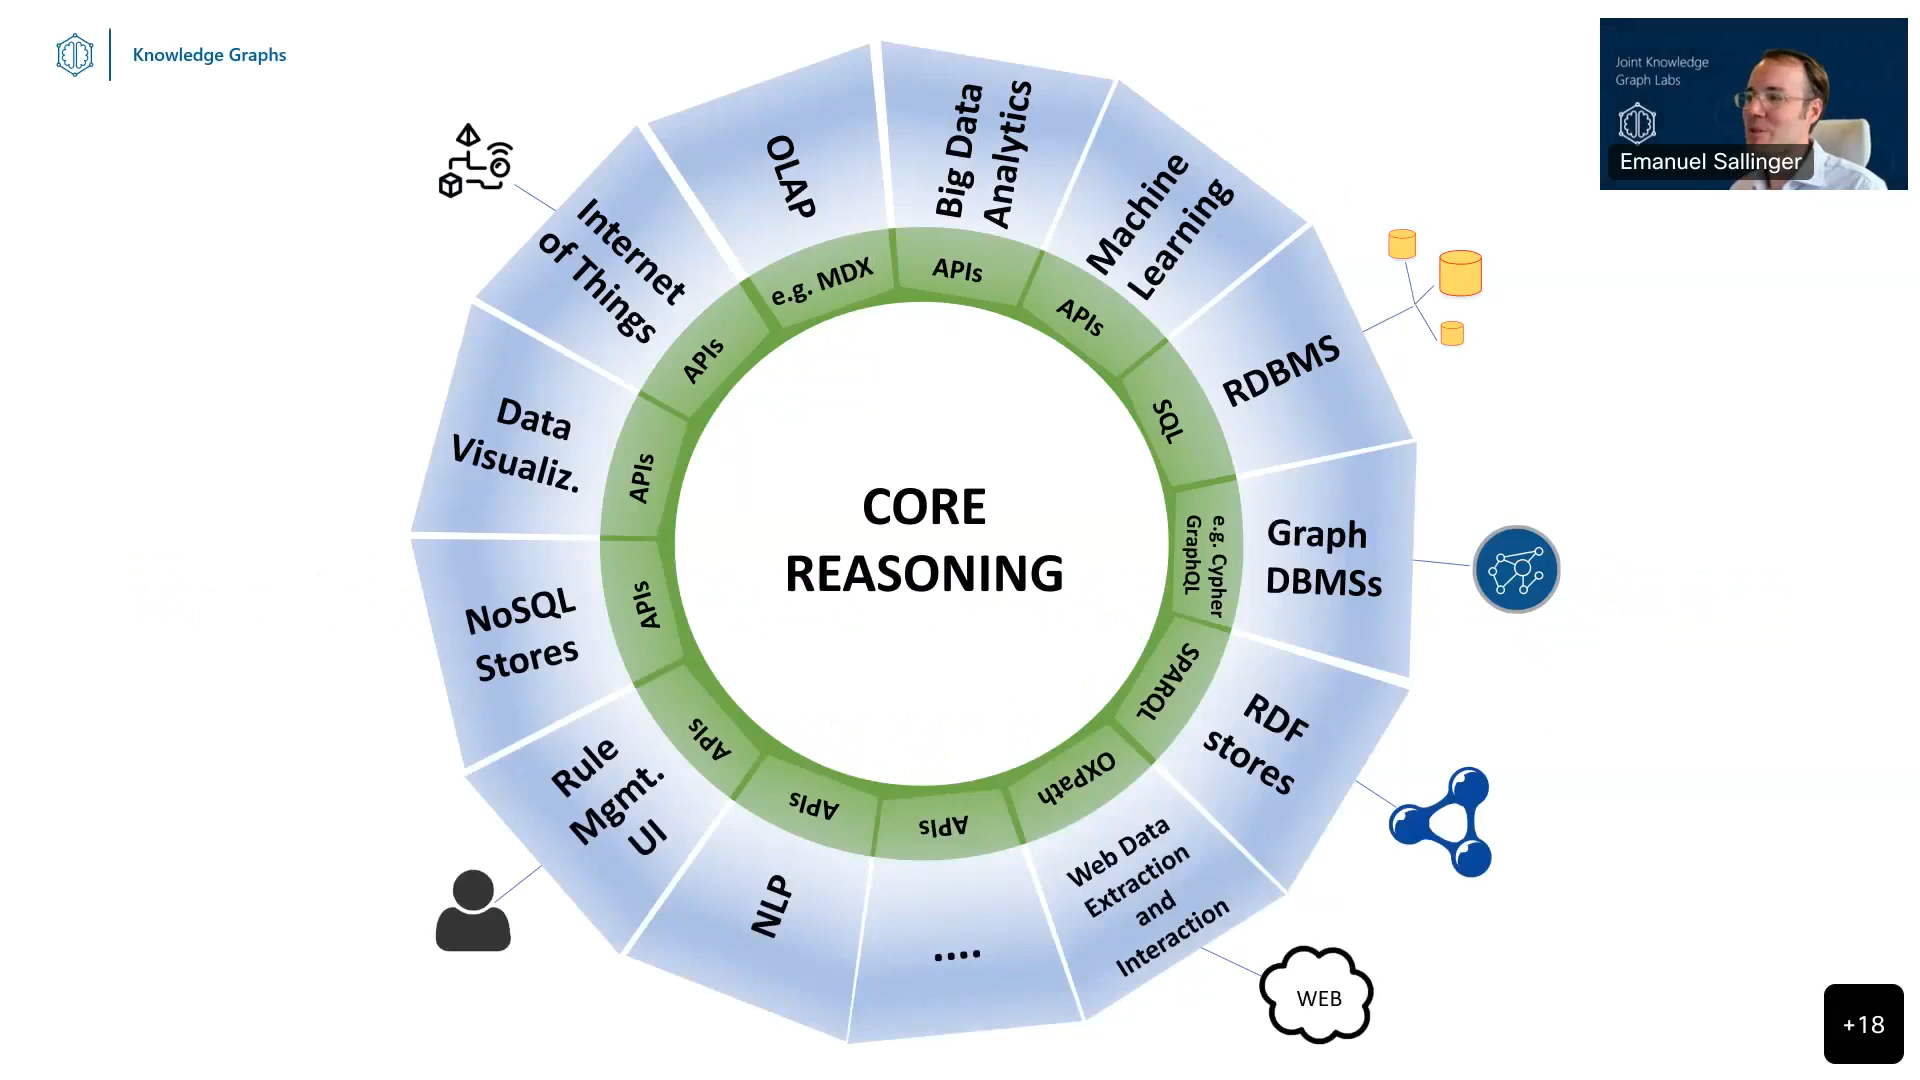 Knowledge Graphs
Joint Knowledge
Graph Labs
Emanuel Sallinger
CORE
REASONING
OLAP
e.g. MDX
Big Data
Analytics
APIs
Machine
Learning
APIs
RDBMS
SQL
Graph
DBMSs
e.g. Cypher
GraphQL
RDF
stores
SPARQL
Web Data
Extraction
and
Interaction
OXPath
WEB
....
APIs
NLP
APIs
Rule
Mgmt.
UI
APIs
NoSQL
Stores
APIs
Data
Visualiz.
APIs
Internet
of Things
APIs
+18